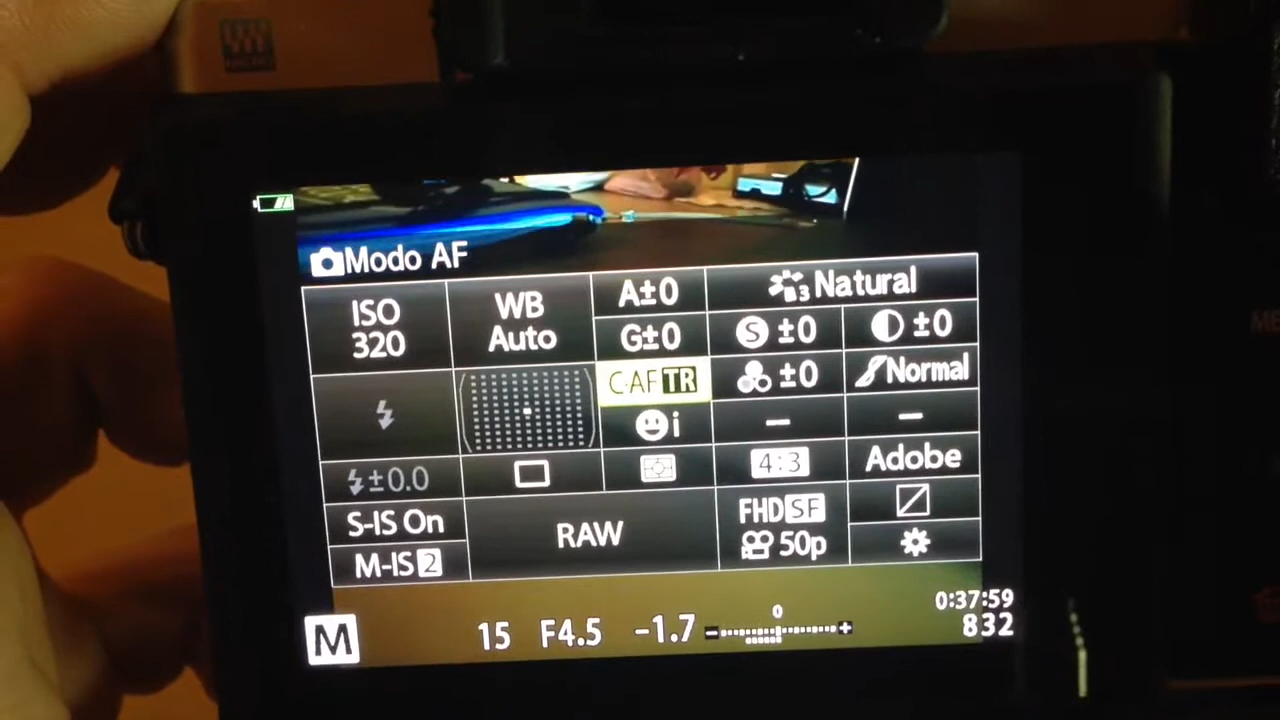 Modo AF
ISO 320
WB Auto
A±0
G±0
3 Natural
S ±0
±0
C-AF TR
±0
Normal
i
±0.0
4:3
Adobe
S-IS On
M-IS 2
RAW
FHD SF
50p
M
15 F4.5 -1.7
0
0:37:59
832